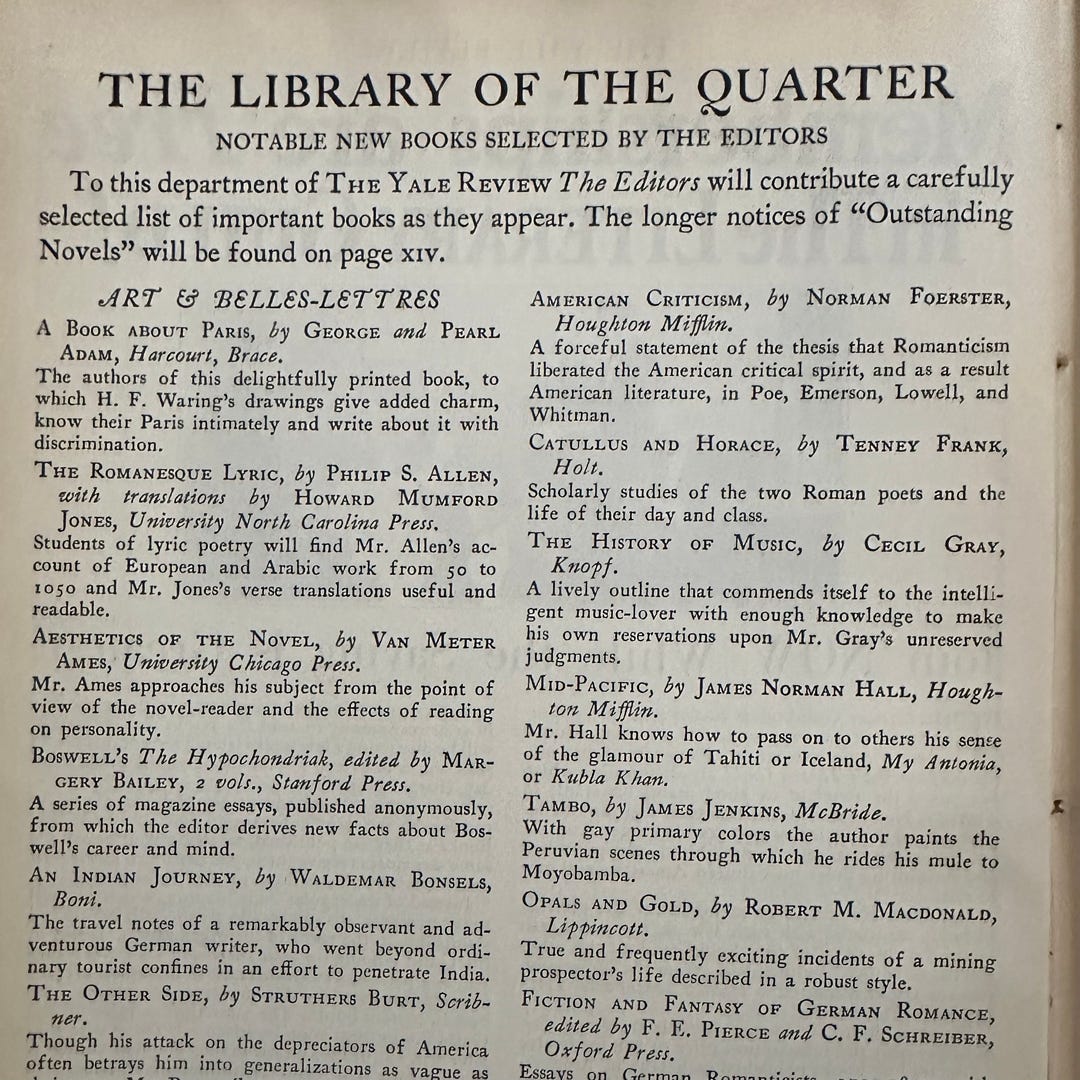 THE LIBRARY OF THE QUARTER
NOTABLE NEW BOOKS SELECTED BY THE EDITORS
To this department of THE YALE REVIEW The Editors will contribute a carefully
selected list of important books as they appear. The longer notices of “Outstanding
Novels” will be found on page XIV.
ART & BELLES-LETTRES
A BOOK ABOUT PARIS, by GEORGE and PEARL
ADAM, Harcourt, Brace.
The authors of this delightfully printed book, to
which H. F. Waring's drawings give added charm,
know their Paris intimately and write about it with
discrimination.
THE ROMANESQUE LYRIC, by PHILIP S. ALLEN,
with translations by HOWARD MUMFORD
JONES, University North Carolina Press.
Students of lyric poetry will find Mr. Allen's ac-
count of European and Arabic work from 50 to
1050 and Mr. Jones's verse translations useful and
readable.
AESTHETICS OF THE NOVEL, by VAN METER
AMES, University Chicago Press.
Mr. Ames approaches his subject from the point of
view of the novel-reader and the effects of reading
on personality.
BOSWELL'S The Hypochondriak, edited by MAR-
GERY BAILEY, 2 vols., Stanford Press.
A series of magazine essays, published anonymously,
from which the editor derives new facts about Bos-
well's career and mind.
AN INDIAN JOURNEY, by WALDEMAR BONSELS,
Boni.
The travel notes of a remarkably observant and ad-
venturous German writer, who went beyond ordi-
nary tourist confines in an effort to penetrate India.
THE OTHER SIDE, by STRUTHERS BURT, Scrib-
ner.
Though his attack on the depreciators of America
often betrays him into generalizations as vague as
AMERICAN CRITICISM, by NORMAN FOERSTER,
Houghton Mifflin.
A forceful statement of the thesis that Romanticism
liberated the American critical spirit, and as a result
American literature, in Poe, Emerson, Lowell, and
Whitman.
CATULLUS AND HORACE, by TENNEY FRANK,
Holt.
Scholarly studies of the two Roman poets and the
life of their day and class.
THE HISTORY OF MUSIC, by CECIL GRAY,
Knopf.
A lively outline that commends itself to the intelli-
gent music-lover with enough knowledge to make
his own reservations upon Mr. Gray's unreserved
judgments.
MID-PACIFIC, by JAMES NORMAN HALL, Hough-
ton Mifflin.
Mr. Hall knows how to pass on to others his sense
of the glamour of Tahiti or Iceland, My Antonia,
or Kubla Khan.
TAMBO, by JAMES JENKINS, McBride.
With gay primary colors the author paints the
Peruvian scenes through which he rides his mule to
Moyobamba.
OPALS AND GOLD, by ROBERT M. MACDONALD,
Lippincott.
True and frequently exciting incidents of a mining
prospector's life described in a robust style.
FICTION AND FANTASY OF GERMAN ROMANCE,
edited by F. E. PIERCE and C. F. SCHREIBER,
Oxford Press.
Essays on German Romanticists